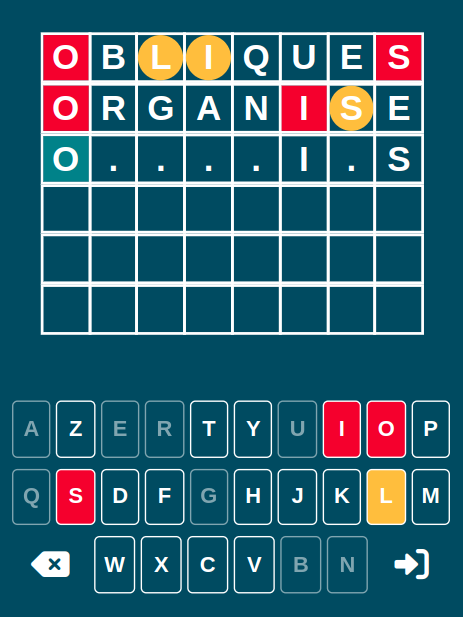 OBLIQUES
ORGANISE
O....I.S
AZERTYUIOP
QSDFGHJKLM
WXCVBN